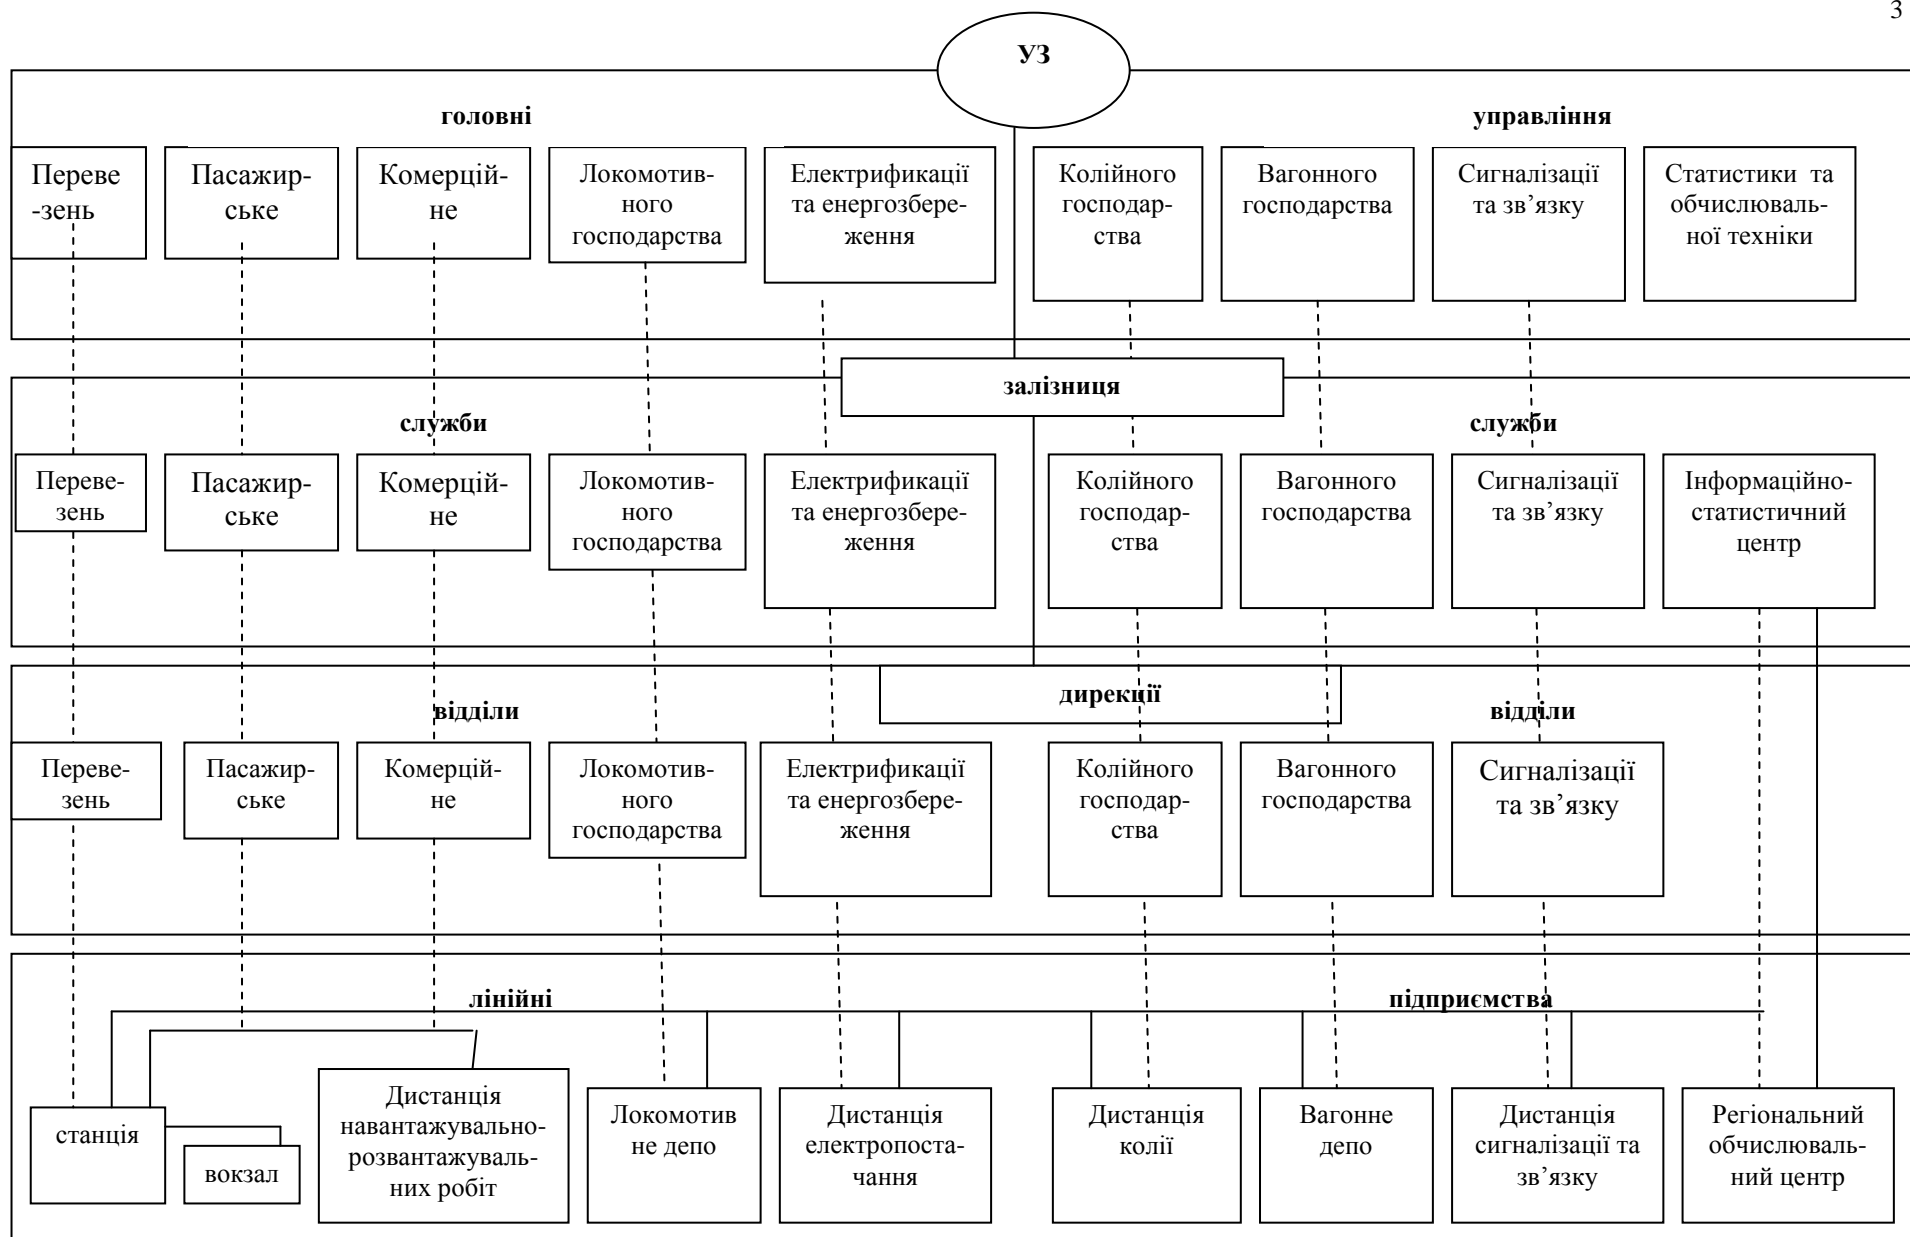 3
УЗ
головні
управління
Переве
-зень
Пасажир-
ське
Комерцій-
не
Локомотив-
ного
господарства
Електрификації
та енергозбере-
ження
Колійного
господар-
ства
Вагонного
господарства
Сигналізації
та зв’язку
Статистики та
обчислюваль-
ної техніки
залізниця
служби
служби
Переве-
зень
Пасажир-
ське
Комерцій-
не
Локомотив-
ного
господарства
Електрификації
та енергозбере-
ження
Колійного
господар-
ства
Вагонного
господарства
Сигналізації
та зв’язку
Інформаційно-
статистичний
центр
дирекції
відділи
відділи
Переве-
зень
Пасажир-
ське
Комерцій-
не
Локомотив-
ного
господарства
Електрификації
та енергозбере-
ження
Колійного
господар-
ства
Вагонного
господарства
Сигналізації
та зв’язку
лінійні
підприємства
станція
вокзал
Дистанція
навантажувально-
розвантажуваль-
них робіт
Локомотив
не депо
Дистанція
електропоста-
чання
Дистанція
колії
Вагонне
депо
Дистанція
сигналізації та
зв’язку
Регіональний
обчислюваль-
ний центр